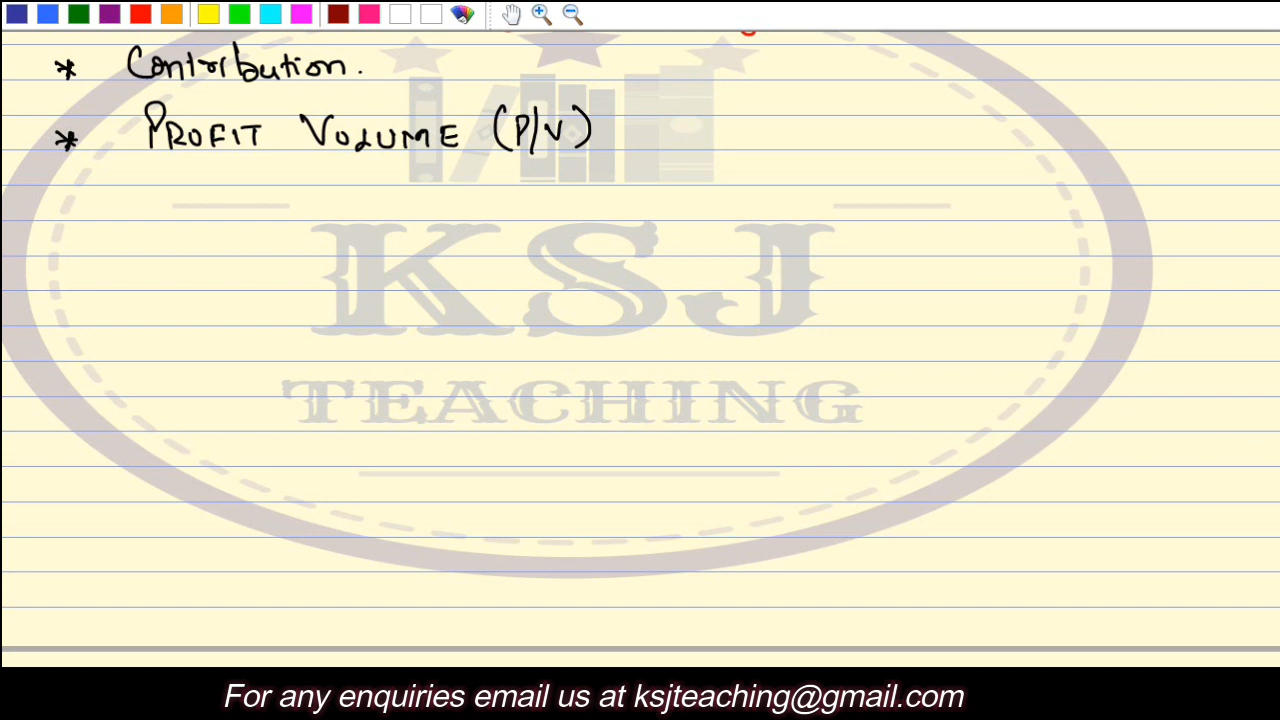 * Contribution.
* PROFIT VOLUME (P/V)
KSJ
TEACHING
For any enquiries email us at ksjteaching@gmail.com